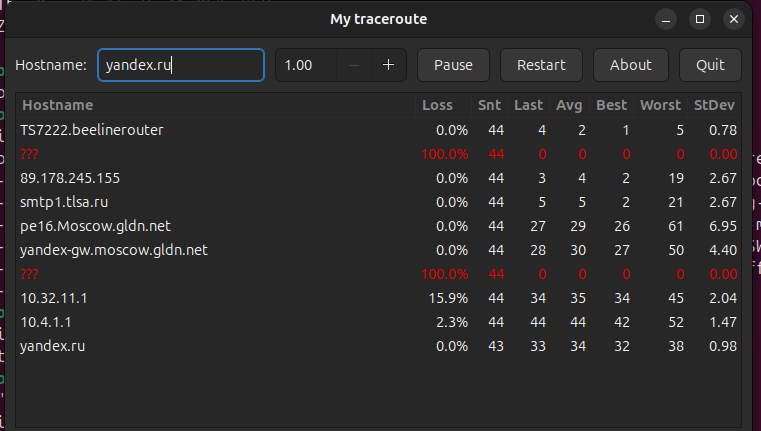 My traceroute
Hostname: yandex.ru 1.00 − + Pause Restart About Quit
Hostname Loss Snt Last Avg Best Worst StDev
TS7222.beelinerouter 0.0% 44 4 2 1 5 0.78
??? 100.0% 44 0 0 0 0 0.00
89.178.245.155 0.0% 44 3 4 2 19 2.67
smtp1.tlsa.ru 0.0% 44 5 5 2 21 2.67
pe16.Moscow.gldn.net 0.0% 44 27 29 26 61 6.95
yandex-gw.moscow.gldn.net 0.0% 44 28 30 27 50 4.40
??? 100.0% 44 0 0 0 0 0.00
10.32.11.1 15.9% 44 34 35 34 45 2.04
10.4.1.1 2.3% 44 44 44 42 52 1.47
yandex.ru 0.0% 43 33 34 32 38 0.98